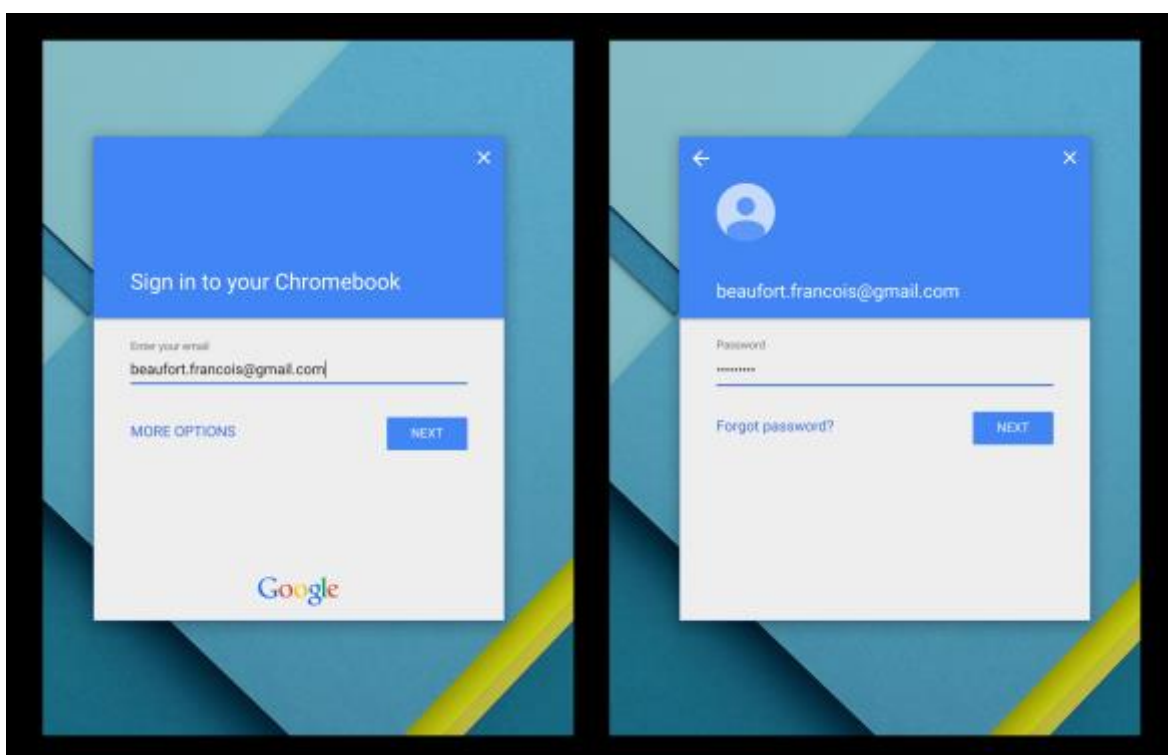 Sign in to your Chromebook
Enter your email
beaufort.francois@gmail.com
MORE OPTIONS
NEXT
Google
beaufort.francois@gmail.com
Password
•••••••••
Forgot password?
NEXT